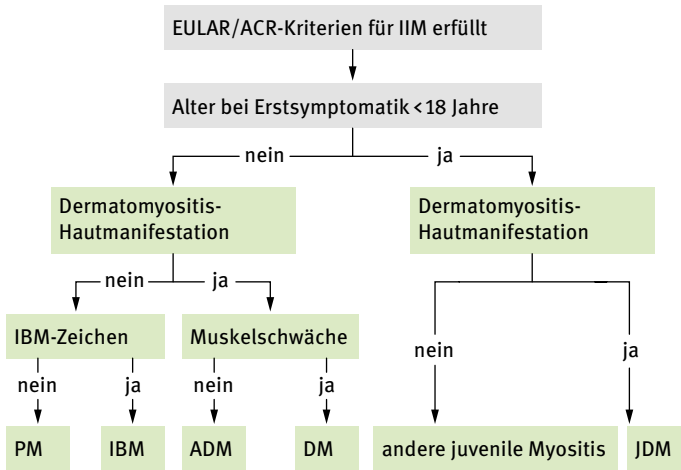 EULAR/ACR-Kriterien für IIM erfüllt
Alter bei Erstsymptomatik <18 Jahre
nein ja
Dermatomyositis-
Hautmanifestation
Dermatomyositis-
Hautmanifestation
nein ja
IBM-Zeichen
Muskelschwäche
nein ja nein ja nein ja
PM IBM ADM DM andere juvenile Myositis JDM